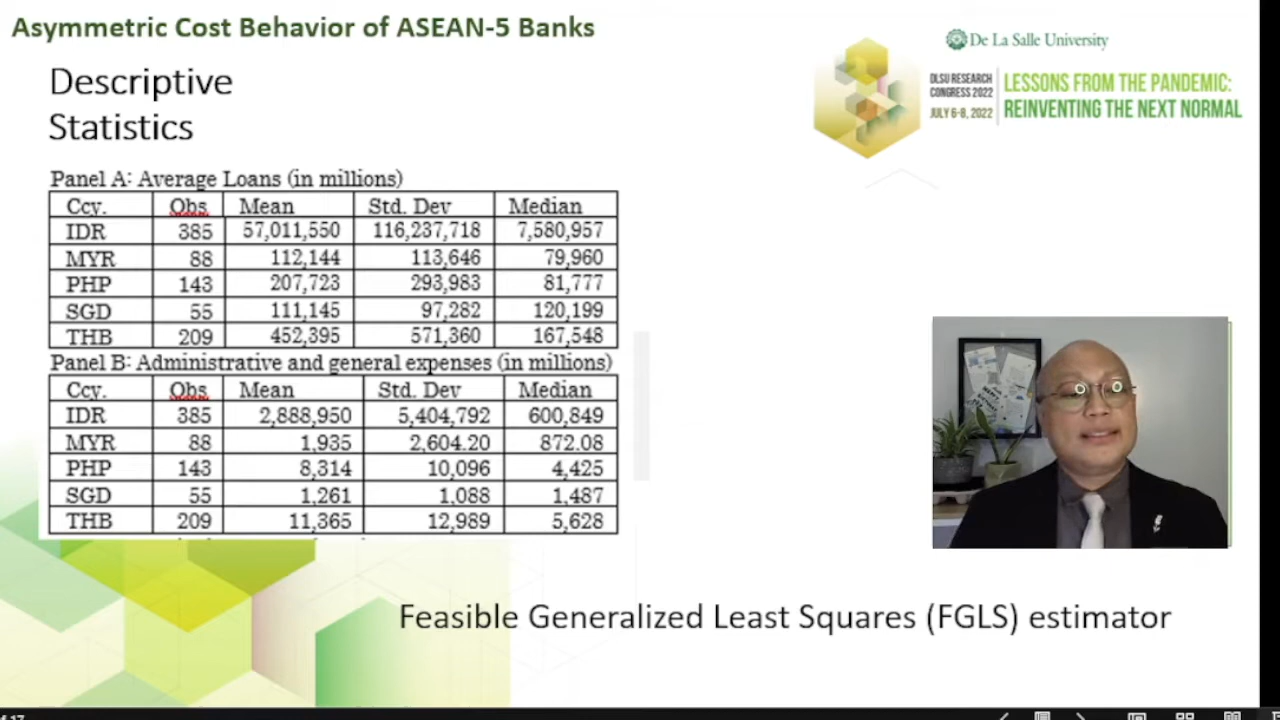 Asymmetric Cost Behavior of ASEAN-5 Banks
De La Salle University
DLSU RESEARCH
CONGRESS 2022
JULY 6-8, 2022
LESSONS FROM THE PANDEMIC:
REINVENTING THE NEXT NORMAL
Descriptive
Statistics
Panel A: Average Loans (in millions)
Ccy. Obs Mean Std. Dev Median
IDR 385 57,011,550 116,237,718 7,580,957
MYR 88 112,144 113,646 79,960
PHP 143 207,723 293,983 81,777
SGD 55 111,145 97,282 120,199
THB 209 452,395 571,360 167,548
Panel B: Administrative and general expenses (in millions)
Ccy. Obs Mean Std. Dev Median
IDR 385 2,888,950 5,404,792 600,849
MYR 88 1,935 2,604.20 872.08
PHP 143 8,314 10,096 4,425
SGD 55 1,261 1,088 1,487
THB 209 11,365 12,989 5,628
Feasible Generalized Least Squares (FGLS) estimator